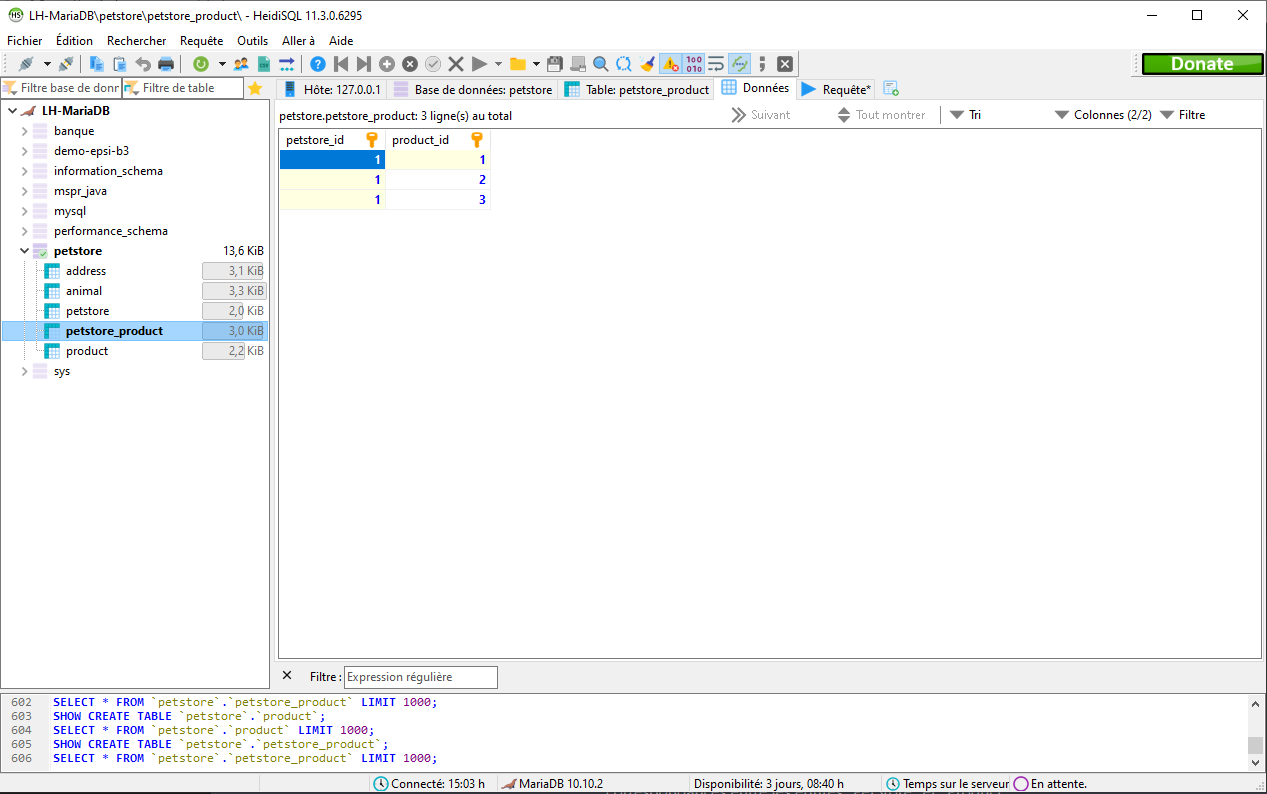 LH-MariaDB\petstore\petstore_product\ - HeidiSQL 11.3.0.6295
Fichier Édition Rechercher Requête Outils Aller à Aide
Donate
Filtre base de donr Filtre de table
Hôte: 127.0.0.1 Base de données: petstore Table: petstore_product Données Requête*
petstore.petstore_product: 3 ligne(s) au total Suivant Tout montrer Tri Colonnes (2/2) Filtre
LH-MariaDB
banque
demo-epsi-b3
information_schema
mspr_java
mysql
performance_schema
petstore 13,6 KiB
address 3,1 KiB
animal 3,3 KiB
petstore 2,0 KiB
petstore_product 3,0 KiB
product 2,2 KiB
sys
petstore_id product_id
1 1
1 2
1 3
Filtre : Expression régulière
602 SELECT * FROM `petstore`.`petstore_product` LIMIT 1000;
603 SHOW CREATE TABLE `petstore`.`product`;
604 SELECT * FROM `petstore`.`product` LIMIT 1000;
605 SHOW CREATE TABLE `petstore`.`petstore_product`;
606 SELECT * FROM `petstore`.`petstore_product` LIMIT 1000;
Connecté: 15:03 h MariaDB 10.10.2 Disponibilité: 3 jours, 08:40 h Temps sur le serveur En attente.